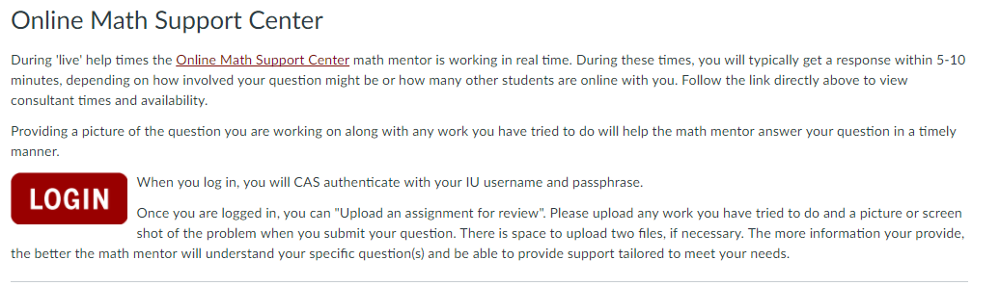 Online Math Support Center
During 'live' help times the Online Math Support Center math mentor is working in real time. During these times, you will typically get a response within 5-10
minutes, depending on how involved your question might be or how many other students are online with you. Follow the link directly above to view
consultant times and availability.
Providing a picture of the question you are working on along with any work you have tried to do will help the math mentor answer your question in a timely
manner.
LOGIN
When you log in, you will CAS authenticate with your IU username and passphrase.
Once you are logged in, you can "Upload an assignment for review". Please upload any work you have tried to do and a picture or screen
shot of the problem when you submit your question. There is space to upload two files, if necessary. The more information your provide,
the better the math mentor will understand your specific question(s) and be able to provide support tailored to meet your needs.